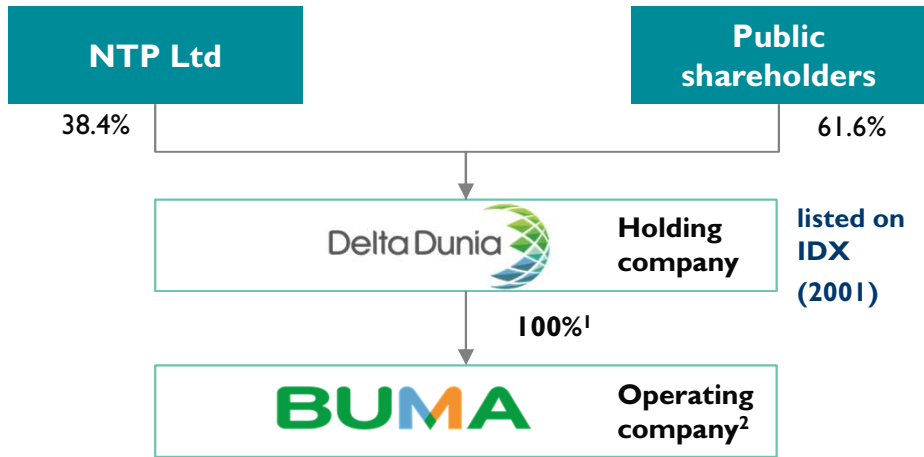 NTP Ltd
Public
shareholders
38.4%
61.6%
Delta Dunia
Holding
company
listed on
IDX
(2001)
100%¹
BUMA
Operating
company²